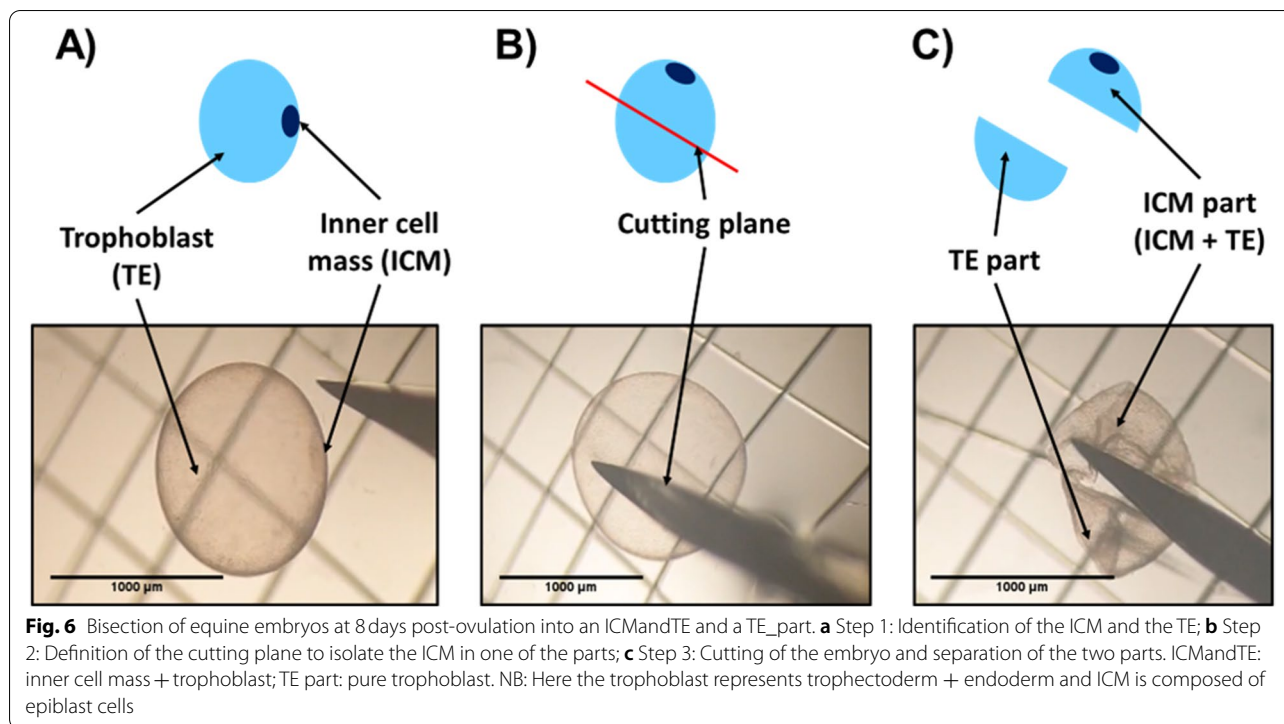 A)
B)
C)
Trophoblast
(TE)
Inner cell
mass (ICM)
Cutting plane
TE part
ICM part
(ICM + TE)
1000 µm
1000 µm
1000 µm
Fig. 6 Bisection of equine embryos at 8 days post-ovulation into an ICMandTE and a TE_part. a Step 1: Identification of the ICM and the TE; b Step
2: Definition of the cutting plane to isolate the ICM in one of the parts; c Step 3: Cutting of the embryo and separation of the two parts. ICMandTE:
inner cell mass + trophoblast; TE part: pure trophoblast. NB: Here the trophoblast represents trophectoderm + endoderm and ICM is composed of
epiblast cells